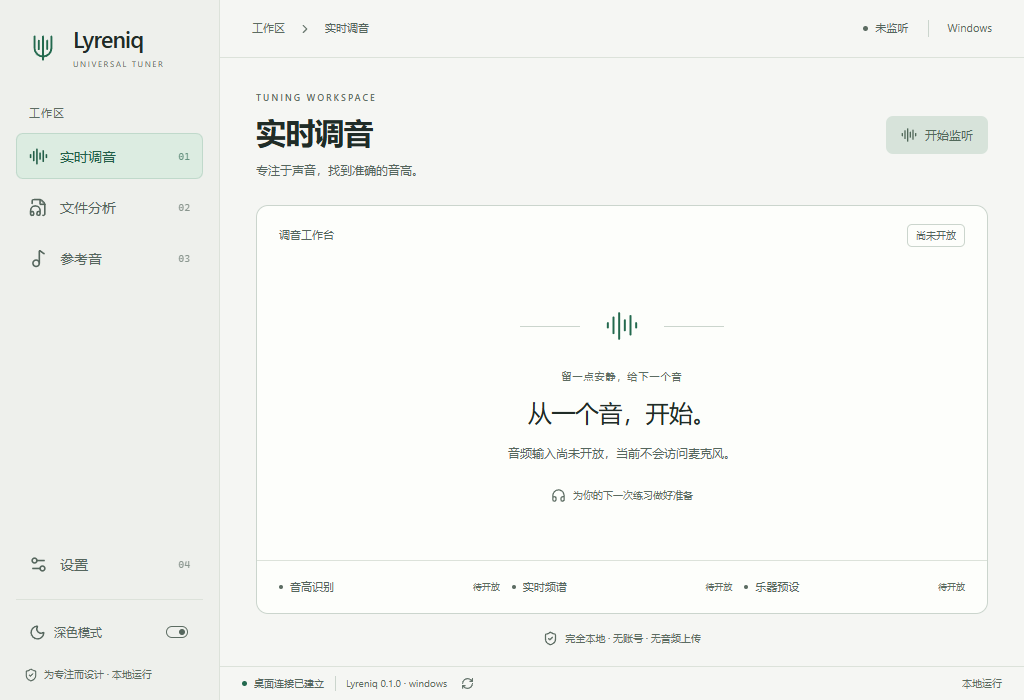 Lyreniq
UNIVERSAL TUNER
工作区
实时调音 01
文件分析 02
参考音 03
设置 04
深色模式
为专注而设计 · 本地运行
工作区 > 实时调音
未监听
Windows
TUNING WORKSPACE
实时调音
专注于声音，找到准确的音高。
开始监听
调音工作台
尚未开放
留一点安静，给下一个音
从一个音，开始。
音频输入尚未开放，当前不会访问麦克风。
为你的下一次练习做好准备
音高识别 待开放
实时频谱 待开放
乐器预设 待开放
完全本地 · 无账号 · 无音频上传
桌面连接已建立
Lyreniq 0.1.0 · windows
本地运行